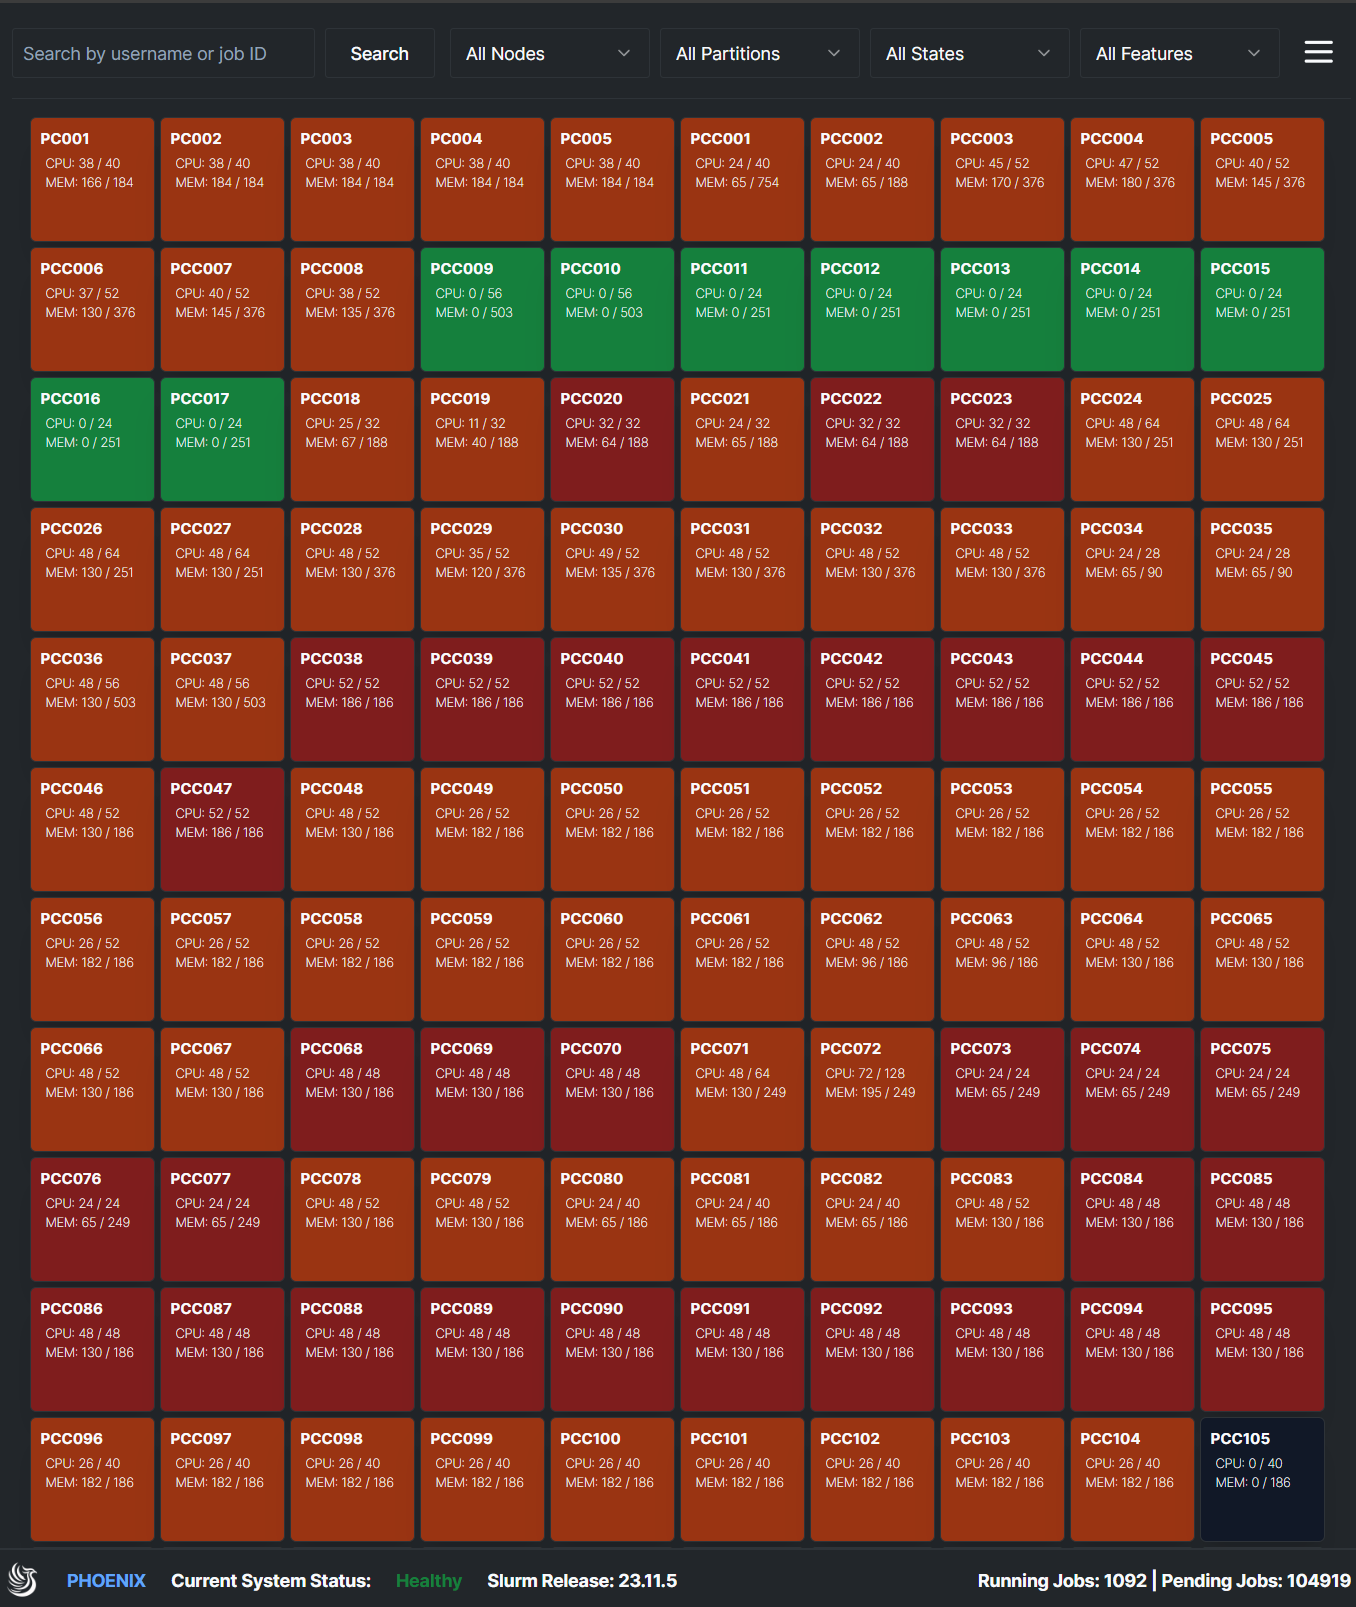 Search by username or job ID Search All Nodes All Partitions All States All Features
PC001 PC002 PC003 PC004 PC005 PCC001 PCC002 PCC003 PCC004 PCC005
CPU: 38 / 40 CPU: 38 / 40 CPU: 38 / 40 CPU: 38 / 40 CPU: 38 / 40 CPU: 24 / 40 CPU: 24 / 40 CPU: 45 / 52 CPU: 47 / 52 CPU: 40 / 52
MEM: 166 / 184 MEM: 184 / 184 MEM: 184 / 184 MEM: 184 / 184 MEM: 184 / 184 MEM: 65 / 754 MEM: 65 / 188 MEM: 170 / 376 MEM: 180 / 376 MEM: 145 / 376
PCC006 PCC007 PCC008 PCC009 PCC010 PCC011 PCC012 PCC013 PCC014 PCC015
CPU: 37 / 52 CPU: 40 / 52 CPU: 38 / 52 CPU: 0 / 56 CPU: 0 / 56 CPU: 0 / 24 CPU: 0 / 24 CPU: 0 / 24 CPU: 0 / 24 CPU: 0 / 24
MEM: 130 / 376 MEM: 145 / 376 MEM: 135 / 376 MEM: 0 / 503 MEM: 0 / 503 MEM: 0 / 251 MEM: 0 / 251 MEM: 0 / 251 MEM: 0 / 251 MEM: 0 / 251
PCC016 PCC017 PCC018 PCC019 PCC020 PCC021 PCC022 PCC023 PCC024 PCC025
CPU: 0 / 24 CPU: 0 / 24 CPU: 25 / 32 CPU: 11 / 32 CPU: 32 / 32 CPU: 24 / 32 CPU: 32 / 32 CPU: 32 / 32 CPU: 48 / 64 CPU: 48 / 64
MEM: 0 / 251 MEM: 0 / 251 MEM: 67 / 188 MEM: 40 / 188 MEM: 64 / 188 MEM: 65 / 188 MEM: 64 / 188 MEM: 64 / 188 MEM: 130 / 251 MEM: 130 / 251
PCC026 PCC027 PCC028 PCC029 PCC030 PCC031 PCC032 PCC033 PCC034 PCC035
CPU: 48 / 64 CPU: 48 / 64 CPU: 48 / 52 CPU: 35 / 52 CPU: 49 / 52 CPU: 48 / 52 CPU: 48 / 52 CPU: 48 / 52 CPU: 24 / 28 CPU: 24 / 28
MEM: 130 / 251 MEM: 130 / 251 MEM: 130 / 376 MEM: 120 / 376 MEM: 135 / 376 MEM: 130 / 376 MEM: 130 / 376 MEM: 130 / 376 MEM: 65 / 90 MEM: 65 / 90
PCC036 PCC037 PCC038 PCC039 PCC040 PCC041 PCC042 PCC043 PCC044 PCC045
CPU: 48 / 56 CPU: 48 / 56 CPU: 52 / 52 CPU: 52 / 52 CPU: 52 / 52 CPU: 52 / 52 CPU: 52 / 52 CPU: 52 / 52 CPU: 52 / 52 CPU: 52 / 52
MEM: 130 / 503 MEM: 130 / 503 MEM: 186 / 186 MEM: 186 / 186 MEM: 186 / 186 MEM: 186 / 186 MEM: 186 / 186 MEM: 186 / 186 MEM: 186 / 186 MEM: 186 / 186
PCC046 PCC047 PCC048 PCC049 PCC050 PCC051 PCC052 PCC053 PCC054 PCC055
CPU: 48 / 52 CPU: 52 / 52 CPU: 48 / 52 CPU: 26 / 52 CPU: 26 / 52 CPU: 26 / 52 CPU: 26 / 52 CPU: 26 / 52 CPU: 26 / 52 CPU: 26 / 52
MEM: 130 / 186 MEM: 186 / 186 MEM: 130 / 186 MEM: 182 / 186 MEM: 182 / 186 MEM: 182 / 186 MEM: 182 / 186 MEM: 182 / 186 MEM: 182 / 186 MEM: 182 / 186
PCC056 PCC057 PCC058 PCC059 PCC060 PCC061 PCC062 PCC063 PCC064 PCC065
CPU: 26 / 52 CPU: 26 / 52 CPU: 26 / 52 CPU: 26 / 52 CPU: 26 / 52 CPU: 26 / 52 CPU: 48 / 52 CPU: 48 / 52 CPU: 48 / 52 CPU: 48 / 52
MEM: 182 / 186 MEM: 182 / 186 MEM: 182 / 186 MEM: 182 / 186 MEM: 182 / 186 MEM: 182 / 186 MEM: 96 / 186 MEM: 96 / 186 MEM: 130 / 186 MEM: 130 / 186
PCC066 PCC067 PCC068 PCC069 PCC070 PCC071 PCC072 PCC073 PCC074 PCC075
CPU: 48 / 52 CPU: 48 / 52 CPU: 48 / 48 CPU: 48 / 48 CPU: 48 / 48 CPU: 48 / 64 CPU: 72 / 128 CPU: 24 / 24 CPU: 24 / 24 CPU: 24 / 24
MEM: 130 / 186 MEM: 130 / 186 MEM: 130 / 186 MEM: 130 / 186 MEM: 130 / 186 MEM: 130 / 249 MEM: 195 / 249 MEM: 65 / 249 MEM: 65 / 249 MEM: 65 / 249
PCC076 PCC077 PCC078 PCC079 PCC080 PCC081 PCC082 PCC083 PCC084 PCC085
CPU: 24 / 24 CPU: 24 / 24 CPU: 48 / 52 CPU: 48 / 52 CPU: 24 / 40 CPU: 24 / 40 CPU: 24 / 40 CPU: 48 / 52 CPU: 48 / 48 CPU: 48 / 48
MEM: 65 / 249 MEM: 65 / 249 MEM: 130 / 186 MEM: 130 / 186 MEM: 65 / 186 MEM: 65 / 186 MEM: 65 / 186 MEM: 130 / 186 MEM: 130 / 186 MEM: 130 / 186
PCC086 PCC087 PCC088 PCC089 PCC090 PCC091 PCC092 PCC093 PCC094 PCC095
CPU: 48 / 48 CPU: 48 / 48 CPU: 48 / 48 CPU: 48 / 48 CPU: 48 / 48 CPU: 48 / 48 CPU: 48 / 48 CPU: 48 / 48 CPU: 48 / 48 CPU: 48 / 48
MEM: 130 / 186 MEM: 130 / 186 MEM: 130 / 186 MEM: 130 / 186 MEM: 130 / 186 MEM: 130 / 186 MEM: 130 / 186 MEM: 130 / 186 MEM: 130 / 186 MEM: 130 / 186
PCC096 PCC097 PCC098 PCC099 PCC100 PCC101 PCC102 PCC103 PCC104 PCC105
CPU: 26 / 40 CPU: 26 / 40 CPU: 26 / 40 CPU: 26 / 40 CPU: 26 / 40 CPU: 26 / 40 CPU: 26 / 40 CPU: 26 / 40 CPU: 26 / 40 CPU: 0 / 40
MEM: 182 / 186 MEM: 182 / 186 MEM: 182 / 186 MEM: 182 / 186 MEM: 182 / 186 MEM: 182 / 186 MEM: 182 / 186 MEM: 182 / 186 MEM: 182 / 186 MEM: 0 / 186
PHOENIX Current System Status: Healthy Slurm Release: 23.11.5 Running Jobs: 1092 | Pending Jobs: 104919